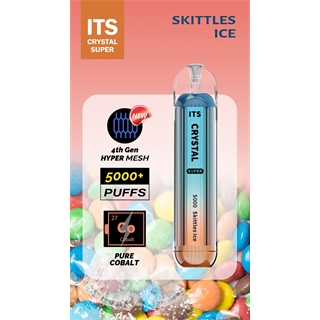 ITS
CRYSTAL
SUPER
SKITTLES
ICE
NEW
4th Gen
HYPER MESH
5000+
PUFFS
27
Co
Cobalt
PURE
COBALT
ITS
CRYSTAL
SUPER
5000 Skittles Ice